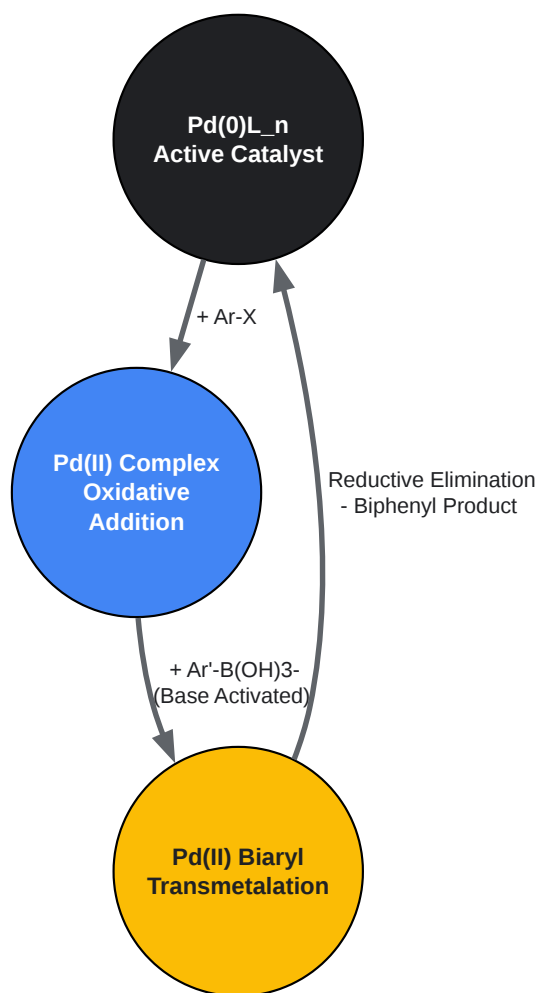 Pd(0)L_n
Active Catalyst
+ Ar-X
Pd(II) Complex
Oxidative
Addition
Reductive Elimination
- Biphenyl Product
+ Ar'-B(OH)3-
(Base Activated)
Pd(II) Biaryl
Transmetalation